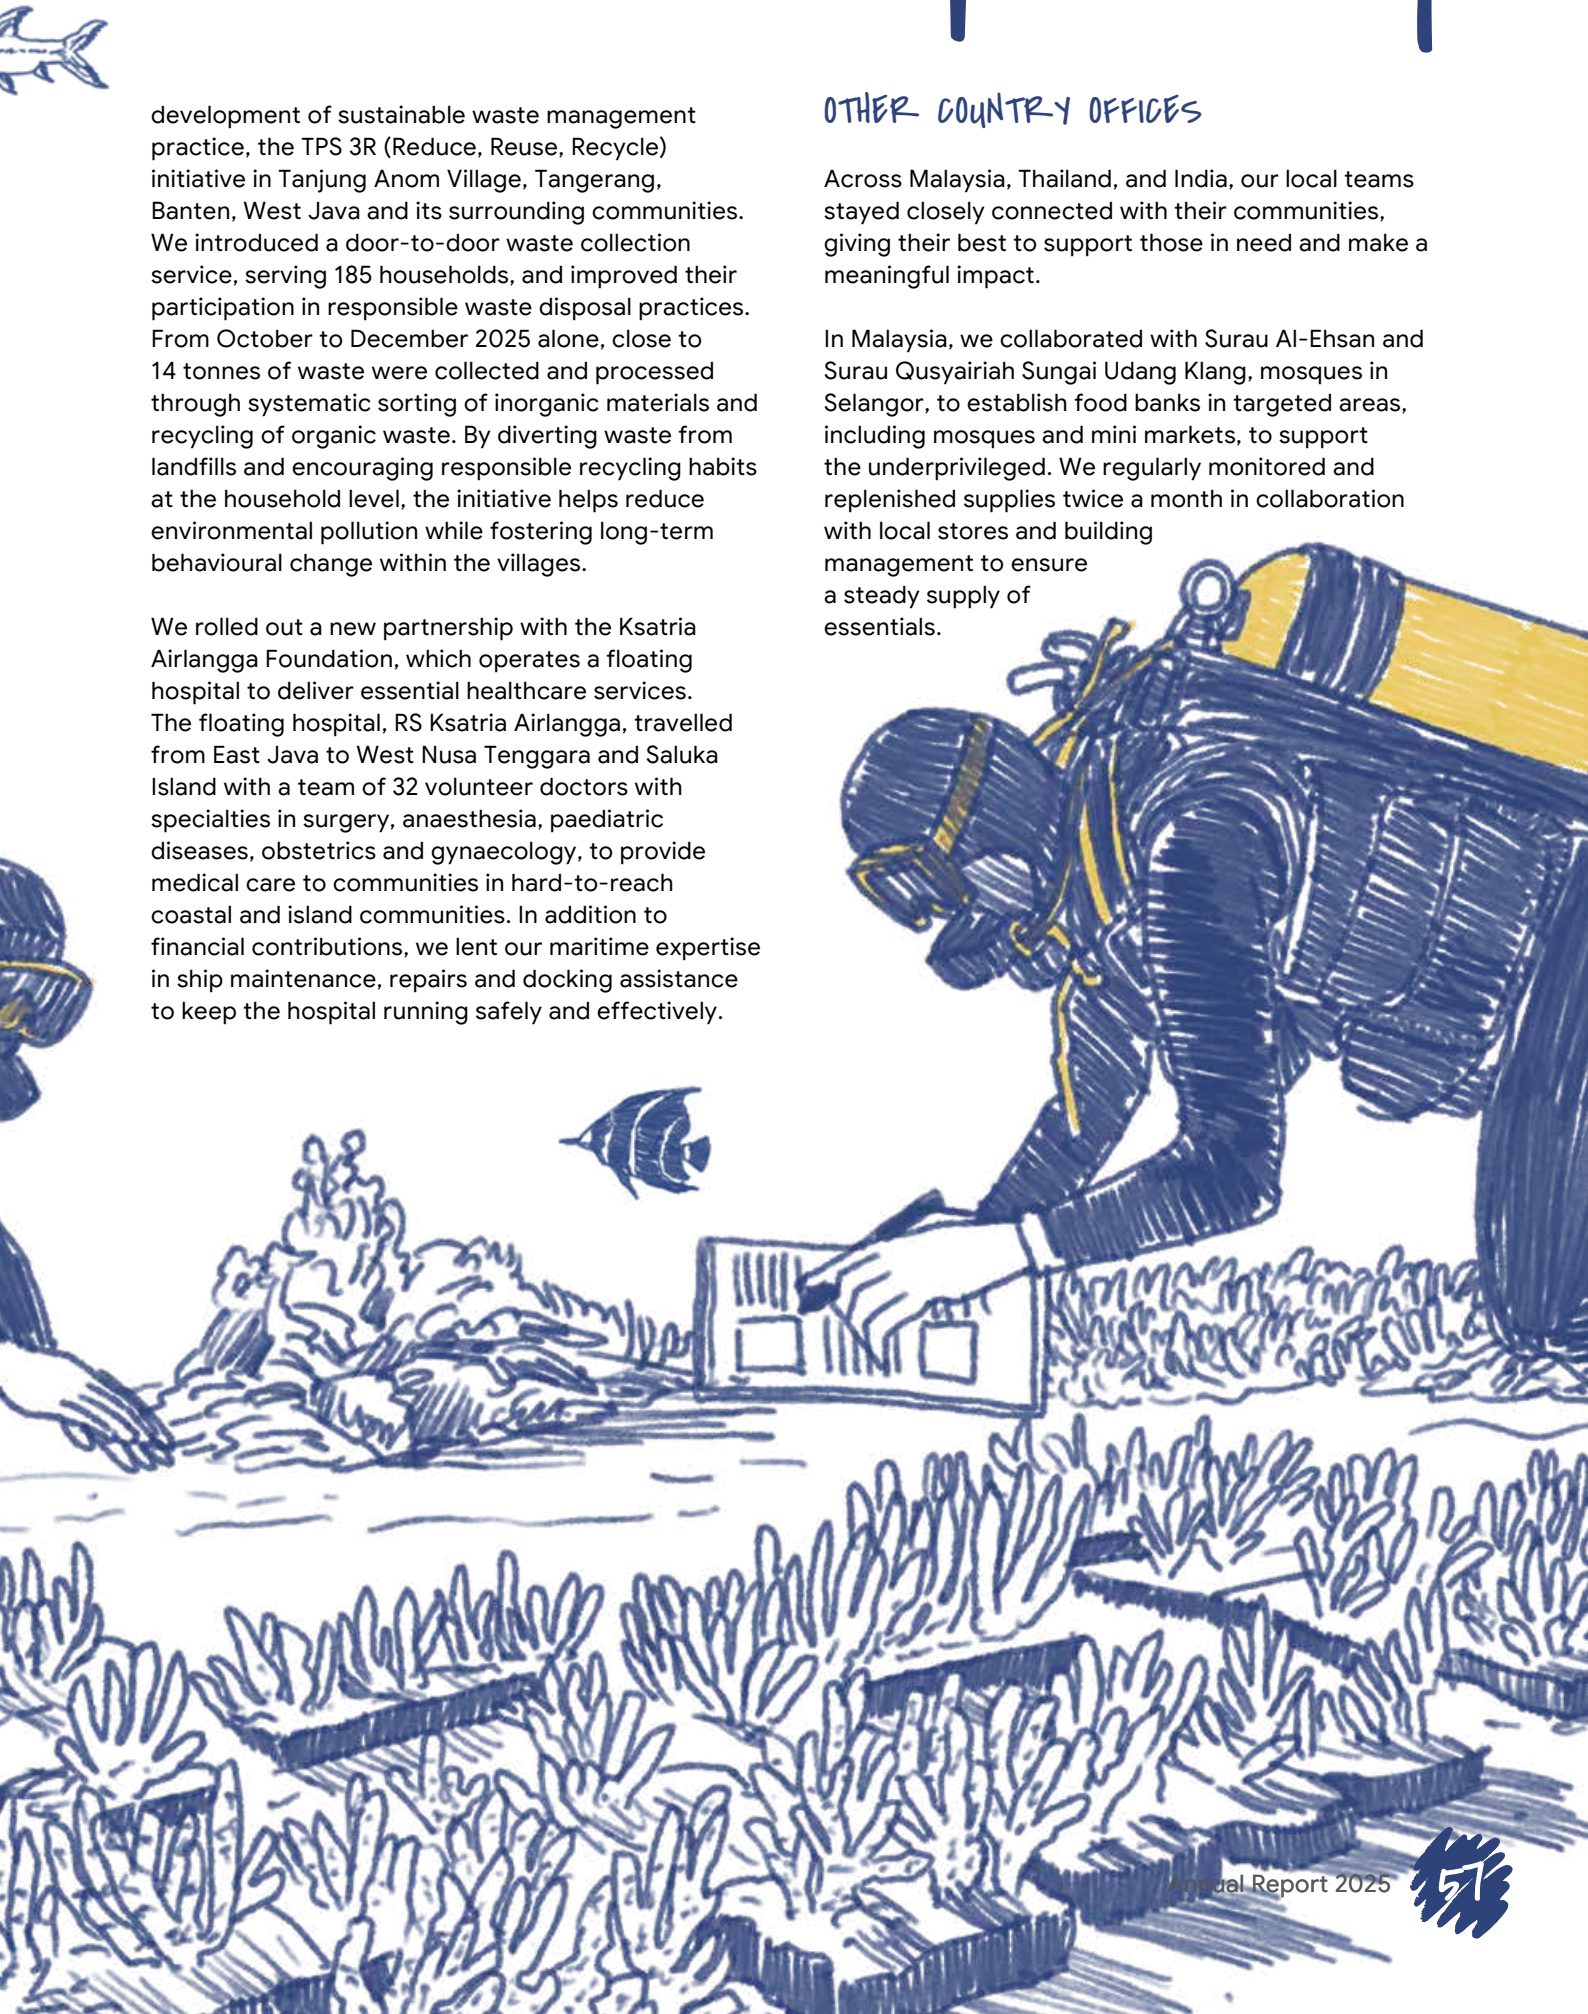 development of sustainable waste management
practice, the TPS 3R (Reduce, Reuse, Recycle)
initiative in Tanjung Anom Village, Tangerang,
Banten, West Java and its surrounding communities.
We introduced a door-to-door waste collection
service, serving 185 households, and improved their
participation in responsible waste disposal practices.
From October to December 2025 alone, close to
14 tonnes of waste were collected and processed
through systematic sorting of inorganic materials and
recycling of organic waste. By diverting waste from
landfills and encouraging responsible recycling habits
at the household level, the initiative helps reduce
environmental pollution while fostering long-term
behavioural change within the villages.
We rolled out a new partnership with the Ksatria
Airlangga Foundation, which operates a floating
hospital to deliver essential healthcare services.
The floating hospital, RS Ksatria Airlangga, travelled
from East Java to West Nusa Tenggara and Saluka
Island with a team of 32 volunteer doctors with
specialties in surgery, anaesthesia, paediatric
diseases, obstetrics and gynaecology, to provide
medical care to communities in hard-to-reach
coastal and island communities. In addition to
financial contributions, we lent our maritime expertise
in ship maintenance, repairs and docking assistance
to keep the hospital running safely and effectively.
OTHER COUNTRY OFFICES
Across Malaysia, Thailand, and India, our local teams
stayed closely connected with their communities,
giving their best to support those in need and make a
meaningful impact.
In Malaysia, we collaborated with Surau Al-Ehsan and
Surau Qusyairiah Sungai Udang Klang, mosques in
Selangor, to establish food banks in targeted areas,
including mosques and mini markets, to support
the underprivileged. We regularly monitored and
replenished supplies twice a month in collaboration
with local stores and building
management to ensure
a steady supply of
essentials.
Annual Report 2025
57